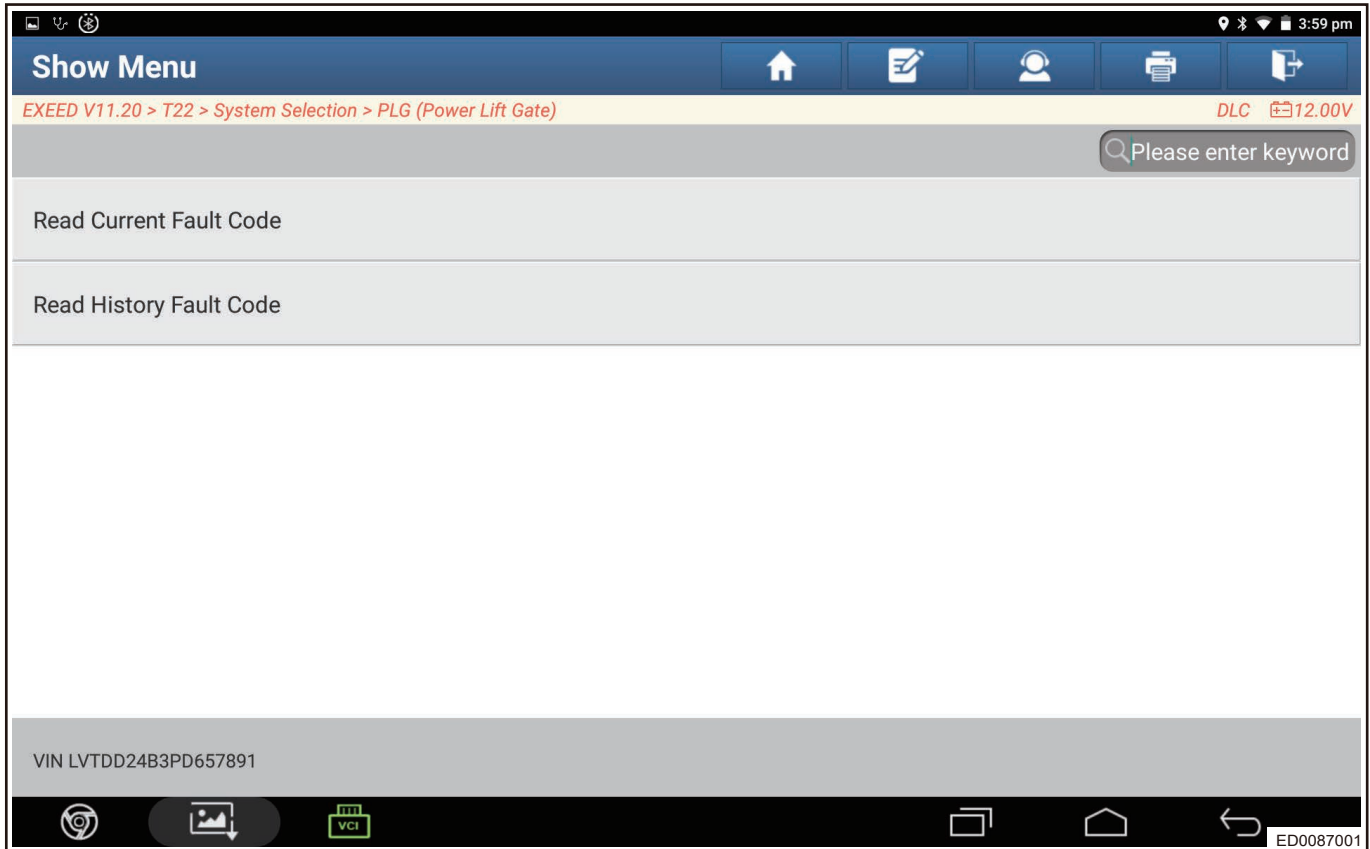 3:59 pm
Show Menu
EXEED V11.20 > T22 > System Selection > PLG (Power Lift Gate)
DLC 12.00V
Please enter keyword
Read Current Fault Code
Read History Fault Code
VIN LVTDD24B3PD657891
VCI
ED0087001